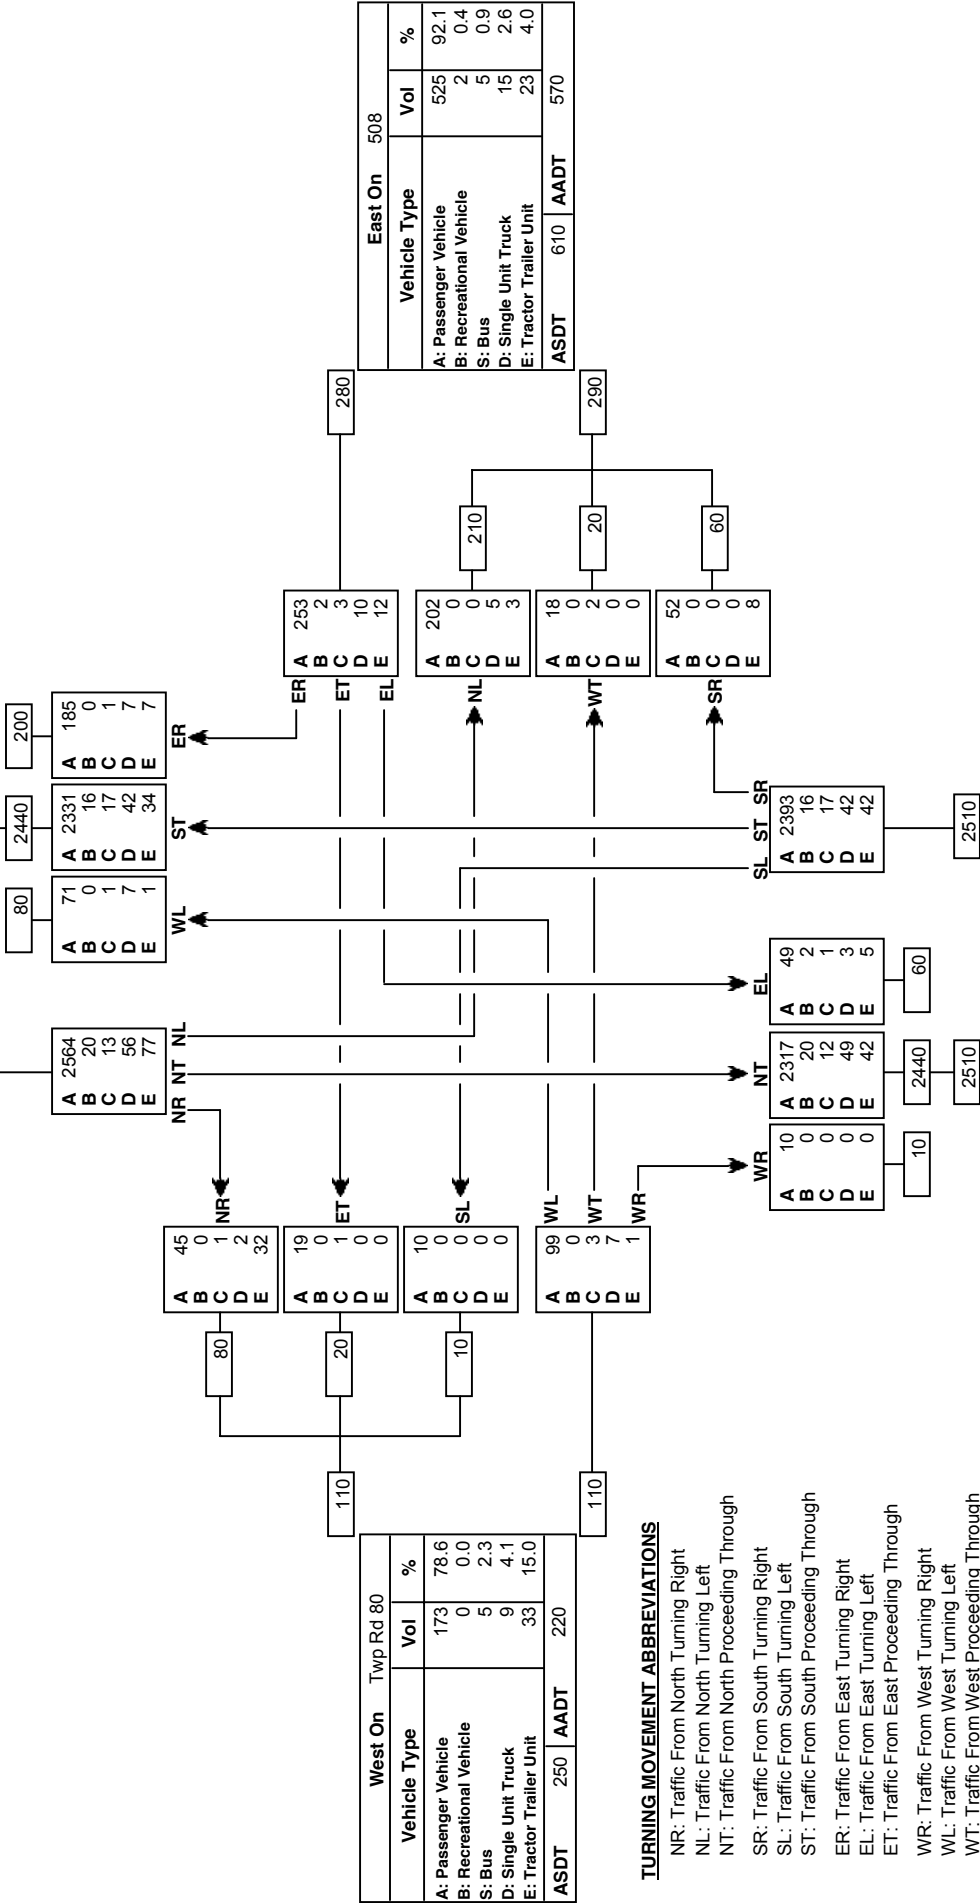 200
2440
80
A 2564
B 20
C 13
D 56
E 77
A 71
B 0
C 1
D 7
E 1
A 2331
B 16
C 17
D 42
E 34
A 185
B 0
C 1
D 7
E 7
NR NT NL
WL
ST
ER
West On Twp Rd 80
Vehicle Type Vol %
A: Passenger Vehicle 173 78.6
B: Recreational Vehicle 0 0.0
S: Bus 5 2.3
D: Single Unit Truck 9 4.1
E: Tractor Trailer Unit 33 15.0
ASDT 250 AADT 220
110
110
80
20
10
A 45
B 0
C 1
D 2
E 32
NR
A 19
B 0
C 1
D 0
E 0
ET
A 10
B 0
C 0
D 0
E 0
SL
A 99
B 0
C 3
D 7
E 1
WL
WT
WR
ER
ET
EL
A 253
B 2
C 3
D 10
E 12
NL
A 202
B 0
C 0
D 5
E 3
WT
A 18
B 0
C 2
D 0
E 0
SR
A 52
B 0
C 0
D 0
E 8
210
20
60
280
290
East On 508
Vehicle Type Vol %
A: Passenger Vehicle 525 92.1
B: Recreational Vehicle 2 0.4
S: Bus 5 0.9
D: Single Unit Truck 15 2.6
E: Tractor Trailer Unit 23 4.0
ASDT 610 AADT 570
WR
NT
EL
SL ST SR
A 10
B 0
C 0
D 0
E 0
A 2317
B 20
C 12
D 49
E 42
A 49
B 2
C 1
D 3
E 5
A 2393
B 16
C 17
D 42
E 42
10
2440
60
2510
2510
TURNING MOVEMENT ABBREVIATIONS
NR: Traffic From North Turning Right
NL: Traffic From North Turning Left
NT: Traffic From North Proceeding Through
SR: Traffic From South Turning Right
SL: Traffic From South Turning Left
ST: Traffic From South Proceeding Through
ER: Traffic From East Turning Right
EL: Traffic From East Turning Left
ET: Traffic From East Proceeding Through
WR: Traffic From West Turning Right
WL: Traffic From West Turning Left
WT: Traffic From West Proceeding Through